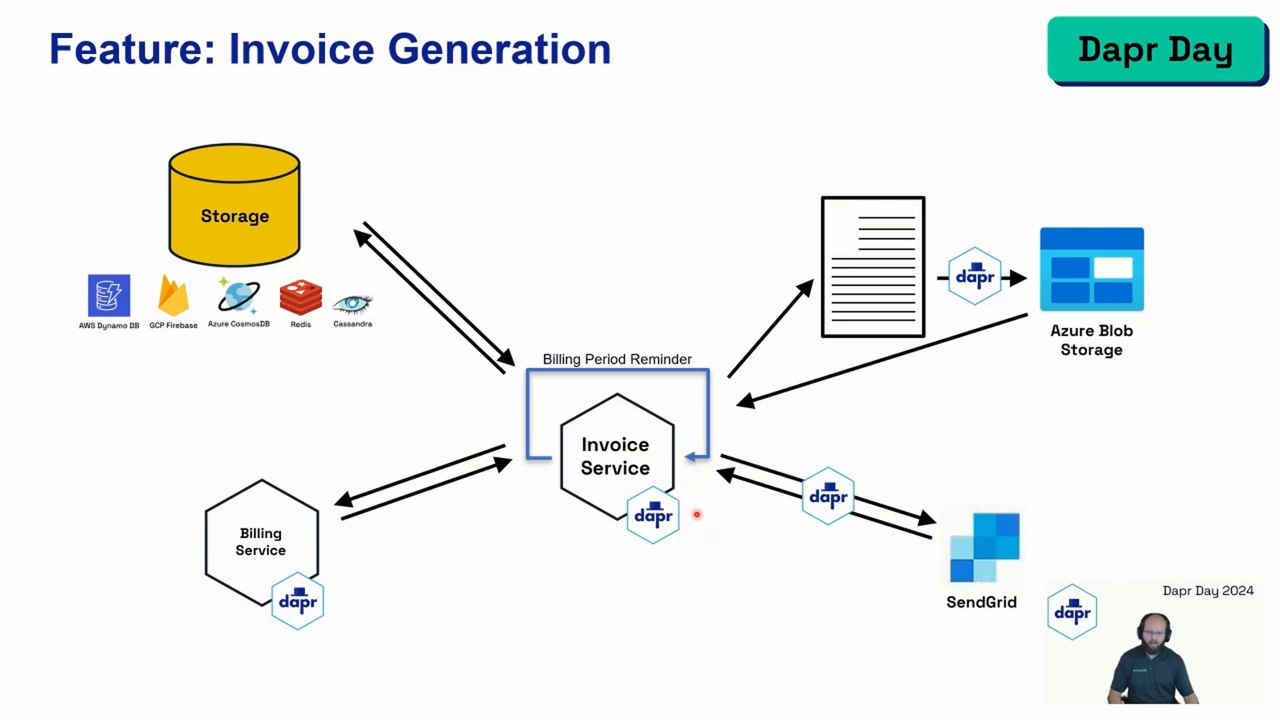 Feature: Invoice Generation
Dapr Day
Storage
AWS Dynamo DB
GCP Firebase
Azure CosmosDB
Redis
Cassandra
dapr
Azure Blob
Storage
Billing Period Reminder
Invoice
Service
dapr
dapr
Billing
Service
dapr
SendGrid
Dapr Day 2024
dapr